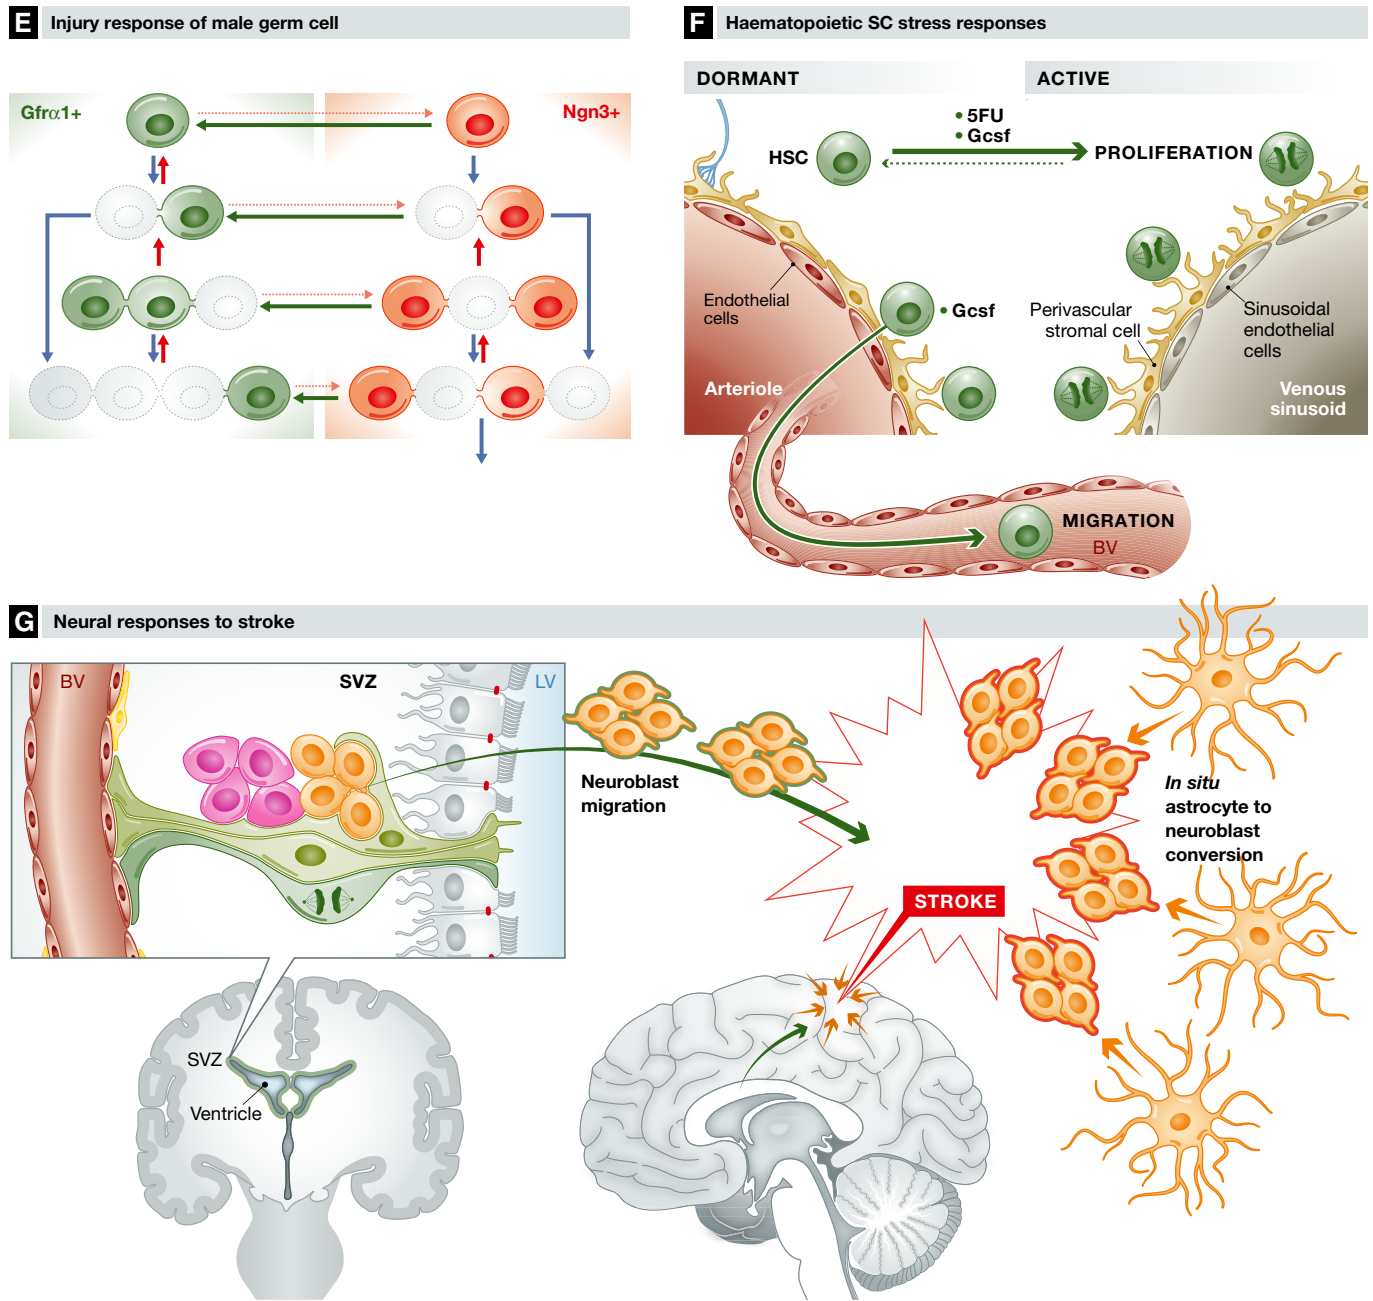 E Injury response of male germ cell
Gfrα1+
Ngn3+
F Haematopoietic SC stress responses
DORMANT
ACTIVE
• 5FU
• Gcsf
HSC
PROLIFERATION
Endothelial
cells
• Gcsf
Perivascular
stromal cell
Sinusoidal
endothelial
cells
Arteriole
Venous
sinusoid
MIGRATION
BV
G Neural responses to stroke
BV
SVZ
LV
Neuroblast
migration
In situ
astrocyte to
neuroblast
conversion
STROKE
SVZ
Ventricle